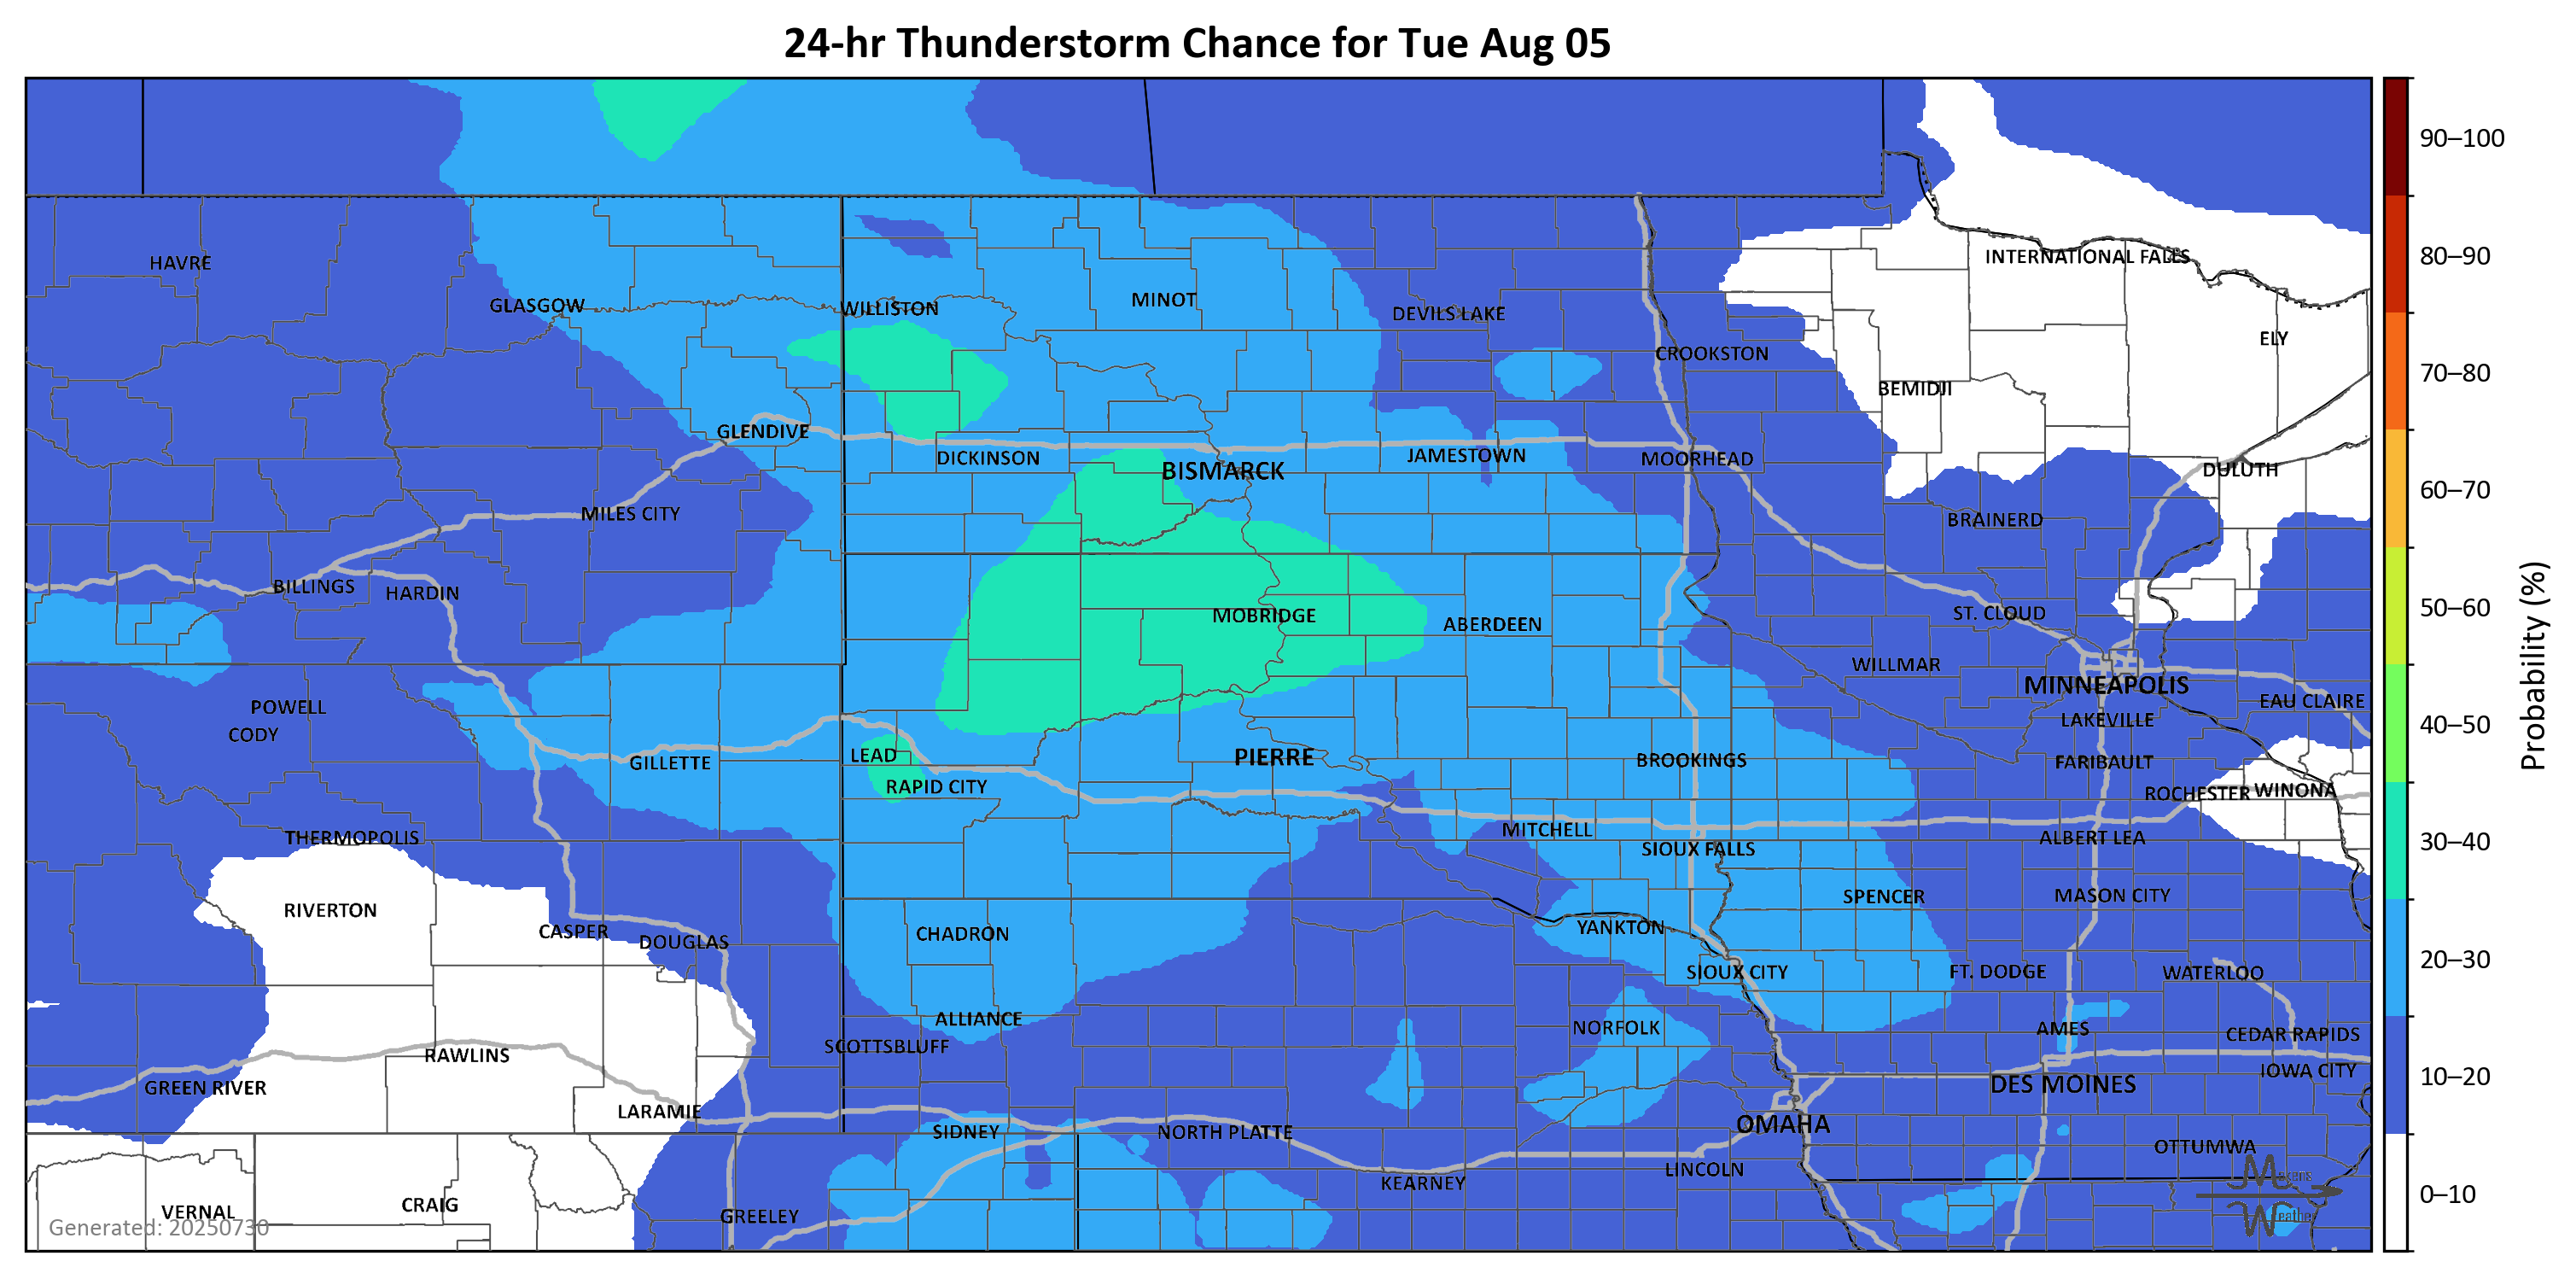 24-hr Thunderstorm Chance for Tue Aug 05
90–100
80–90
70–80
60–70
50–60
40–50
30–40
20–30
10–20
0–10
Probability (%)
HAVRE
INTERNATIONAL FALLS
GLASGOW
WILLISTON
MINOT
DEVILS LAKE
ELY
CROOKSTON
BEMIDJI
GLENDIVE
DICKINSON
BISMARCK
JAMESTOWN
MOORHEAD
DULUTH
MILES CITY
BRAINERD
BILLINGS
HARDIN
MOBRIDGE
ABERDEEN
ST. CLOUD
WILLMAR
MINNEAPOLIS
EAU CLAIRE
POWELL
CODY
LAKEVILLE
GILLETTE
LEAD
RAPID CITY
PIERRE
BROOKINGS
FARIBAULT
ROCHESTER
WINONA
THERMOPOLIS
MITCHELL
SIOUX FALLS
ALBERT LEA
RIVERTON
CASPER
DOUGLAS
CHADRON
YANKTON
SPENCER
MASON CITY
SIOUX CITY
FT. DODGE
WATERLOO
ALLIANCE
SCOTTSBLUFF
NORFOLK
AMES
CEDAR RAPIDS
RAWLINS
GREEN RIVER
IOWA CITY
DES MOINES
LARAMIE
SIDNEY
NORTH PLATTE
OMAHA
OTTUMWA
LINCOLN
KEARNEY
VERNAL
CRAIG
GREELEY
Generated: 20250730
Makens
Weather